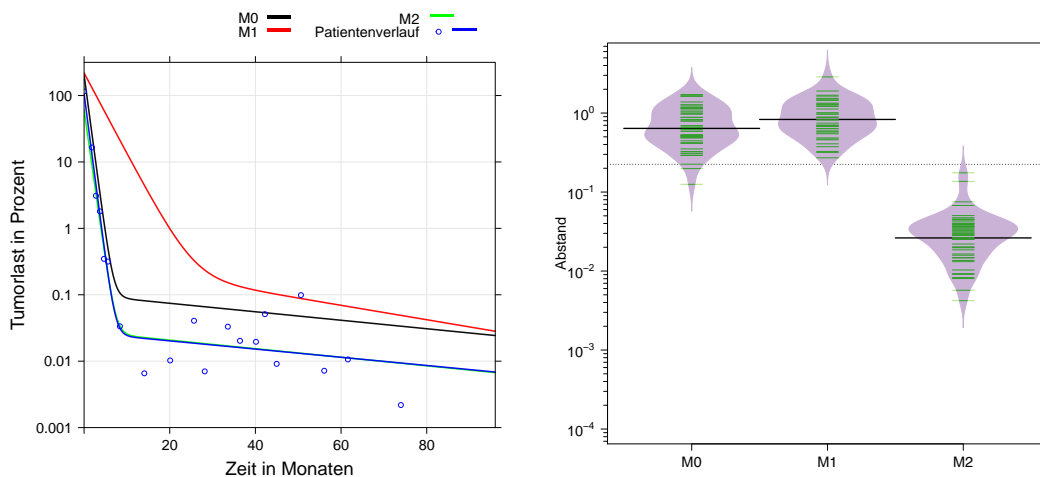 M0
M1
M2
Patientenverlauf
Tumorlast in Prozent
100
10
1
0.1
0.01
0.001
0
20
40
60
80
Zeit in Monaten
Abstand
10^0
10^−1
10^−2
10^−3
10^−4
M0 M1 M2